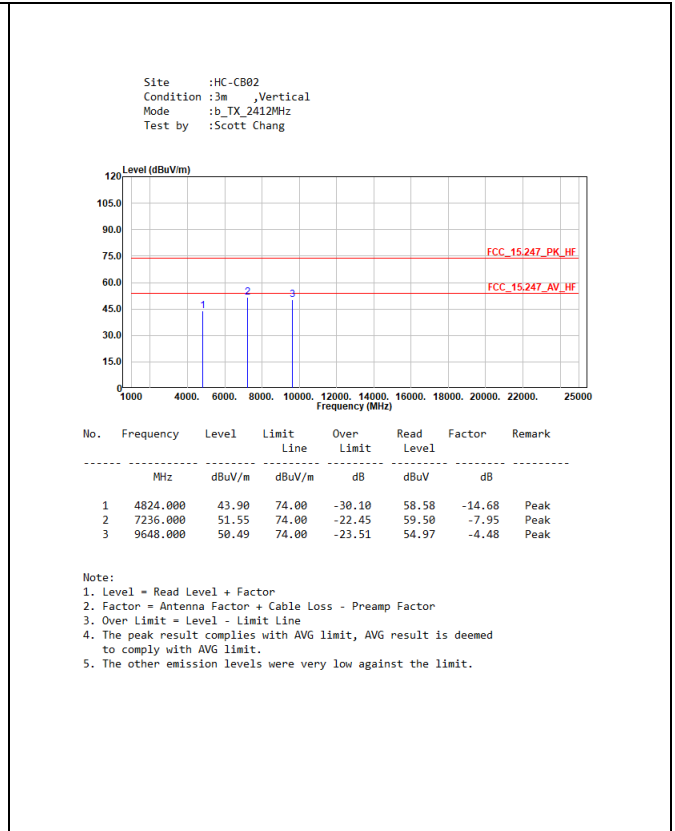 Site :HC-CB02
Condition :3m ,Vertical
Mode :b_TX_2412MHz
Test by :Scott Chang
Level (dBuV/m)
120
105.0
90.0
75.0
FCC_15.247_PK_HF
60.0
FCC_15.247_AV_HF
45.0
1
2
3
30.0
15.0
0
1000 4000. 6000. 8000. 10000. 12000. 14000. 16000. 18000. 20000. 22000. 25000
Frequency (MHz)
No. Frequency Level Limit Over Read Factor Remark
Line Limit Level
------ ----------- -------- --------- --------- -------- -------- ---------
MHz dBuV/m dBuV/m dB dBuV dB
1 4824.000 43.90 74.00 -30.10 58.58 -14.68 Peak
2 7236.000 51.55 74.00 -22.45 59.50 -7.95 Peak
3 9648.000 50.49 74.00 -23.51 54.97 -4.48 Peak
Note:
1. Level = Read Level + Factor
2. Factor = Antenna Factor + Cable Loss - Preamp Factor
3. Over Limit = Level - Limit Line
4. The peak result complies with AVG limit, AVG result is deemed
to comply with AVG limit.
5. The other emission levels were very low against the limit.